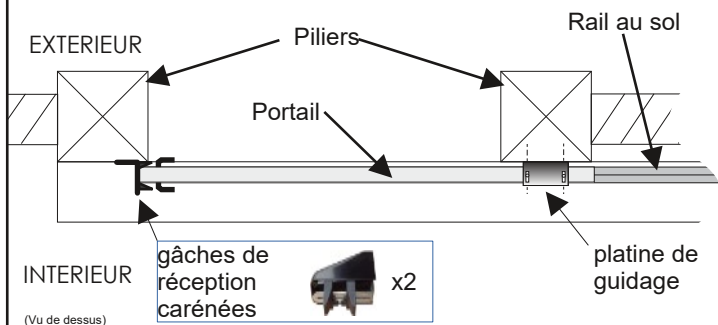 EXTERIEUR
Piliers
Rail au sol
Portail
gâches de
réception
carénées
x2
platine de
guidage
INTERIEUR
(Vu de dessus)